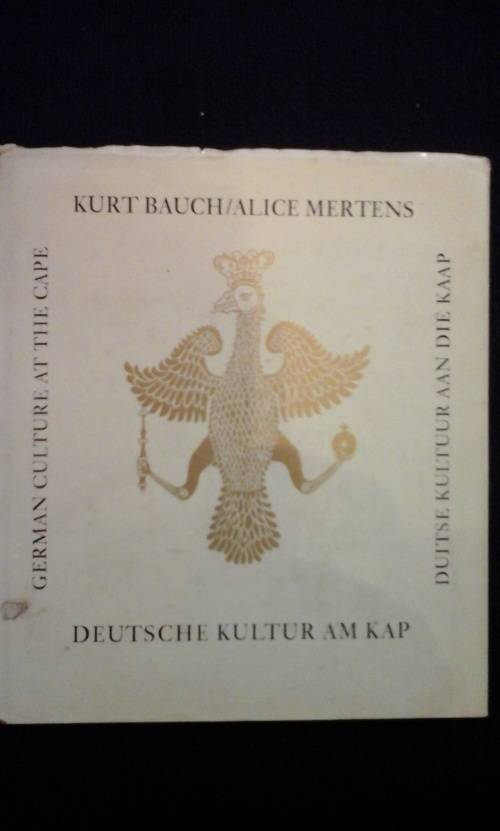 KURT BAUCH/ALICE MERTENS
GERMAN CULTURE AT THE CAPE
DUITSE KULTUUR AAN DIE KAAP
DEUTSCHE KULTUR AM KAP